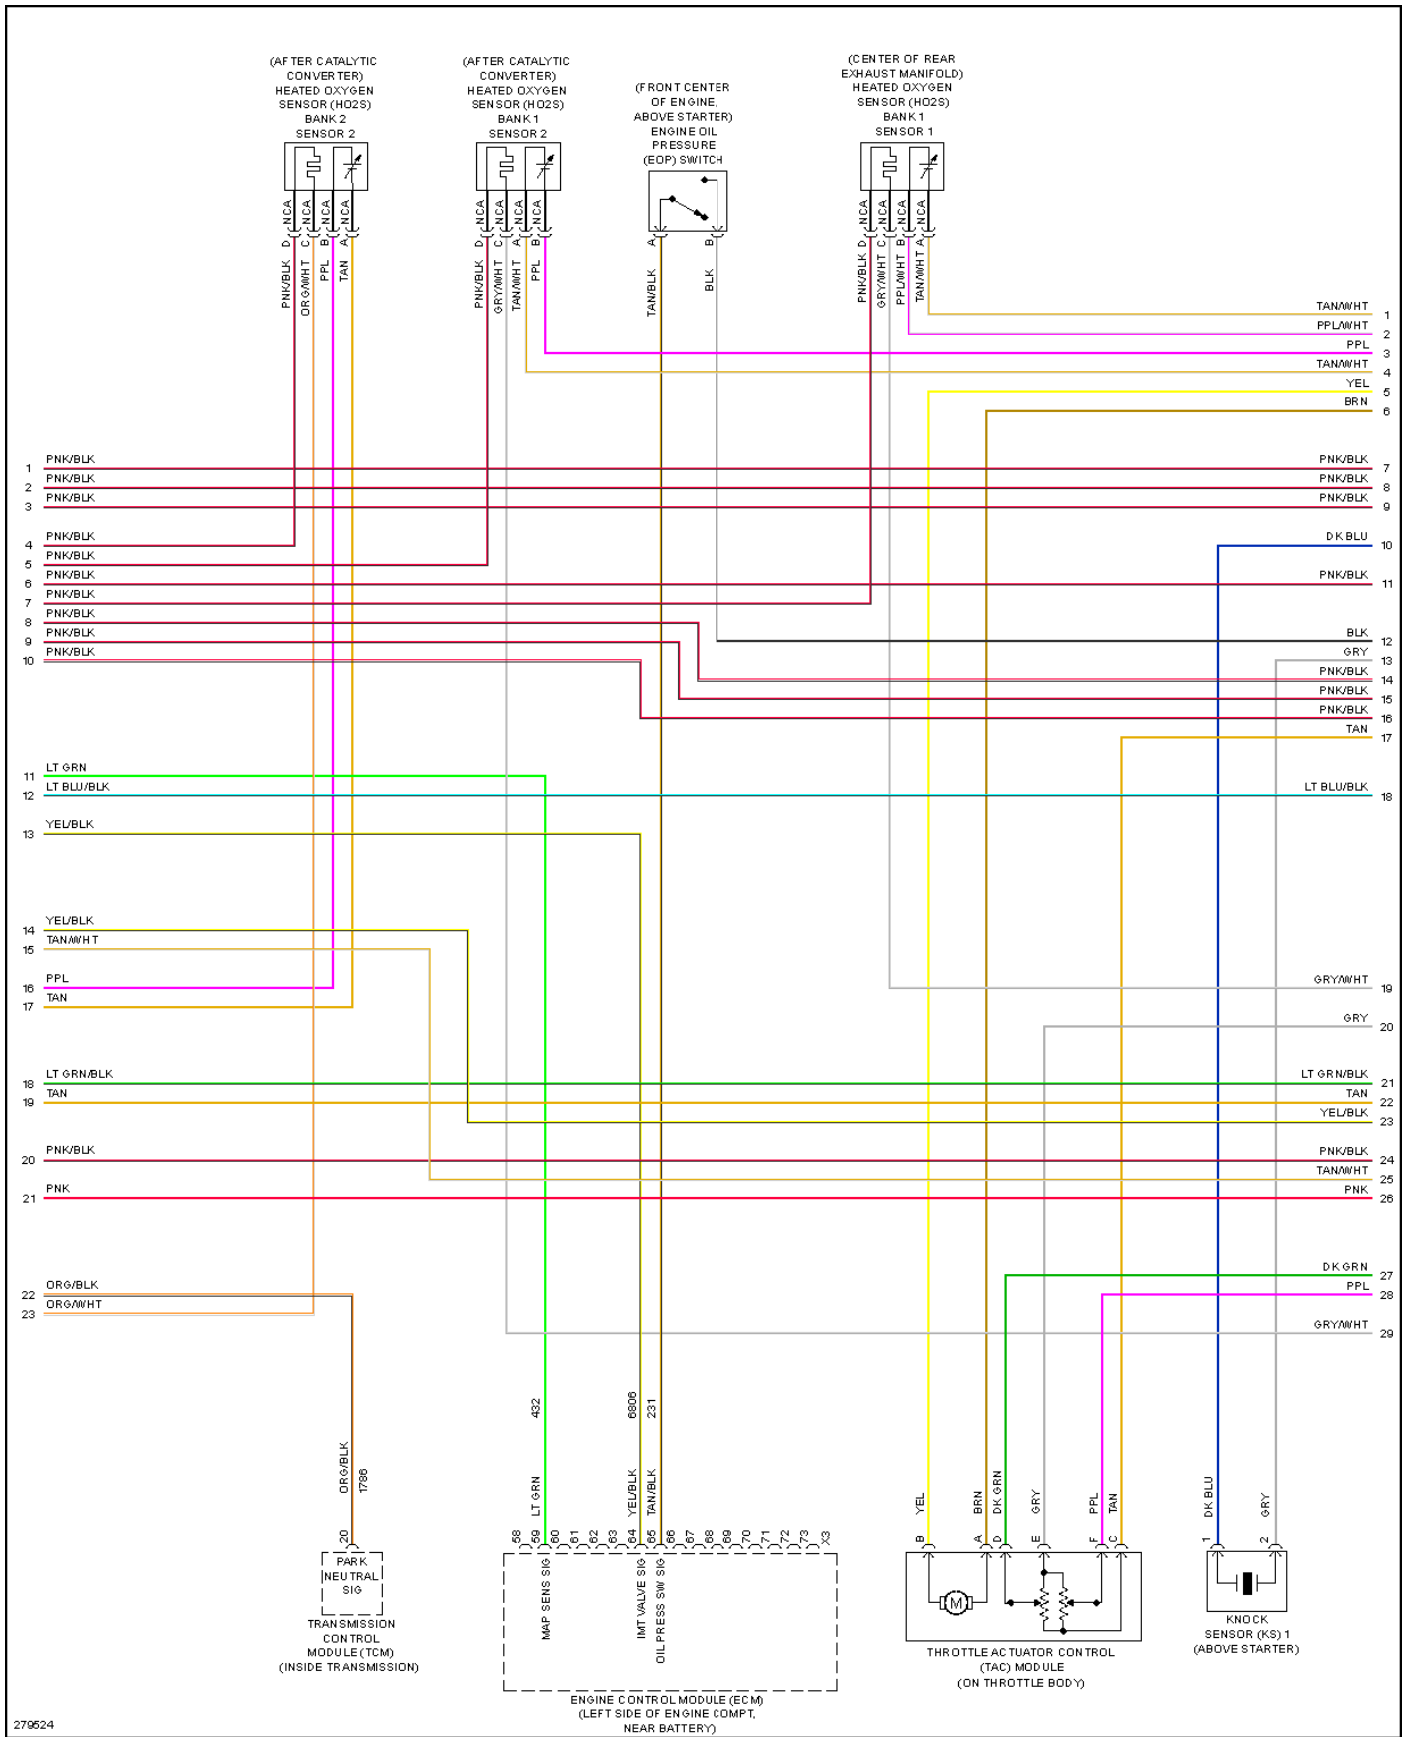 (AFTER CATALYTIC
CONVERTER)
HEATED OXYGEN
SENSOR (HO2S)
BANK 2
SENSOR 2
(AFTER CATALYTIC
CONVERTER)
HEATED OXYGEN
SENSOR (HO2S)
BANK 1
SENSOR 2
(FRONT CENTER
OF ENGINE,
ABOVE STARTER)
ENGINE OIL
PRESSURE
(EOP) SWITCH
(CENTER OF REAR
EXHAUST MANIFOLD)
HEATED OXYGEN
SENSOR (HO2S)
BANK 1
SENSOR 1
NCA NCA NCA NCA
D C B A
PNK/BLK ORG/WHT PPL TAN
NCA NCA NCA NCA
D C A B
PNK/BLK GRY/WHT TAN/WHT PPL
A B
TAN/BLK BLK
NCA NCA NCA NCA
D C B A
PNK/BLK GRY/WHT PPL/WHT TAN/WHT
TAN/WHT 1
PPL/WHT 2
PPL 3
TAN/WHT 4
YEL 5
BRN 6
1 PNK/BLK PNK/BLK 7
2 PNK/BLK PNK/BLK 8
3 PNK/BLK PNK/BLK 9
4 PNK/BLK DK BLU 10
5 PNK/BLK
6 PNK/BLK PNK/BLK 11
7 PNK/BLK
8 PNK/BLK
9 PNK/BLK BLK 12
10 PNK/BLK GRY 13
PNK/BLK 14
PNK/BLK 15
PNK/BLK 16
TAN 17
11 LT GRN
12 LT BLU/BLK LT BLU/BLK 18
13 YEL/BLK
14 YEL/BLK
15 TAN/WHT
16 PPL GRY/WHT 19
17 TAN
GRY 20
18 LT GRN/BLK LT GRN/BLK 21
19 TAN TAN 22
YEL/BLK 23
20 PNK/BLK PNK/BLK 24
TAN/WHT 25
21 PNK PNK 26
DK GRN 27
22 ORG/BLK PPL 28
23 ORG/WHT
GRY/WHT 29
432 6806 231
ORG/BLK 1786
LT GRN YEL/BLK TAN/BLK
YEL BRN DK GRN GRY PPL TAN
DK BLU GRY
20
58 59 60 61 62 63 64 65 66 67 68 69 70 71 72 73 X3
B A D E F C
1 2
PARK
NEUTRAL
SIG
TRANSMISSION
CONTROL
MODULE (TCM)
(INSIDE TRANSMISSION)
MAP SENS SIG
IMT VALVE SIG
OIL PRESS SW SIG
ENGINE CONTROL MODULE (ECM)
(LEFT SIDE OF ENGINE COMPT,
NEAR BATTERY)
M
THROTTLE ACTUATOR CONTROL
(TAC) MODULE
(ON THROTTLE BODY)
KNOCK
SENSOR (KS) 1
(ABOVE STARTER)
279524